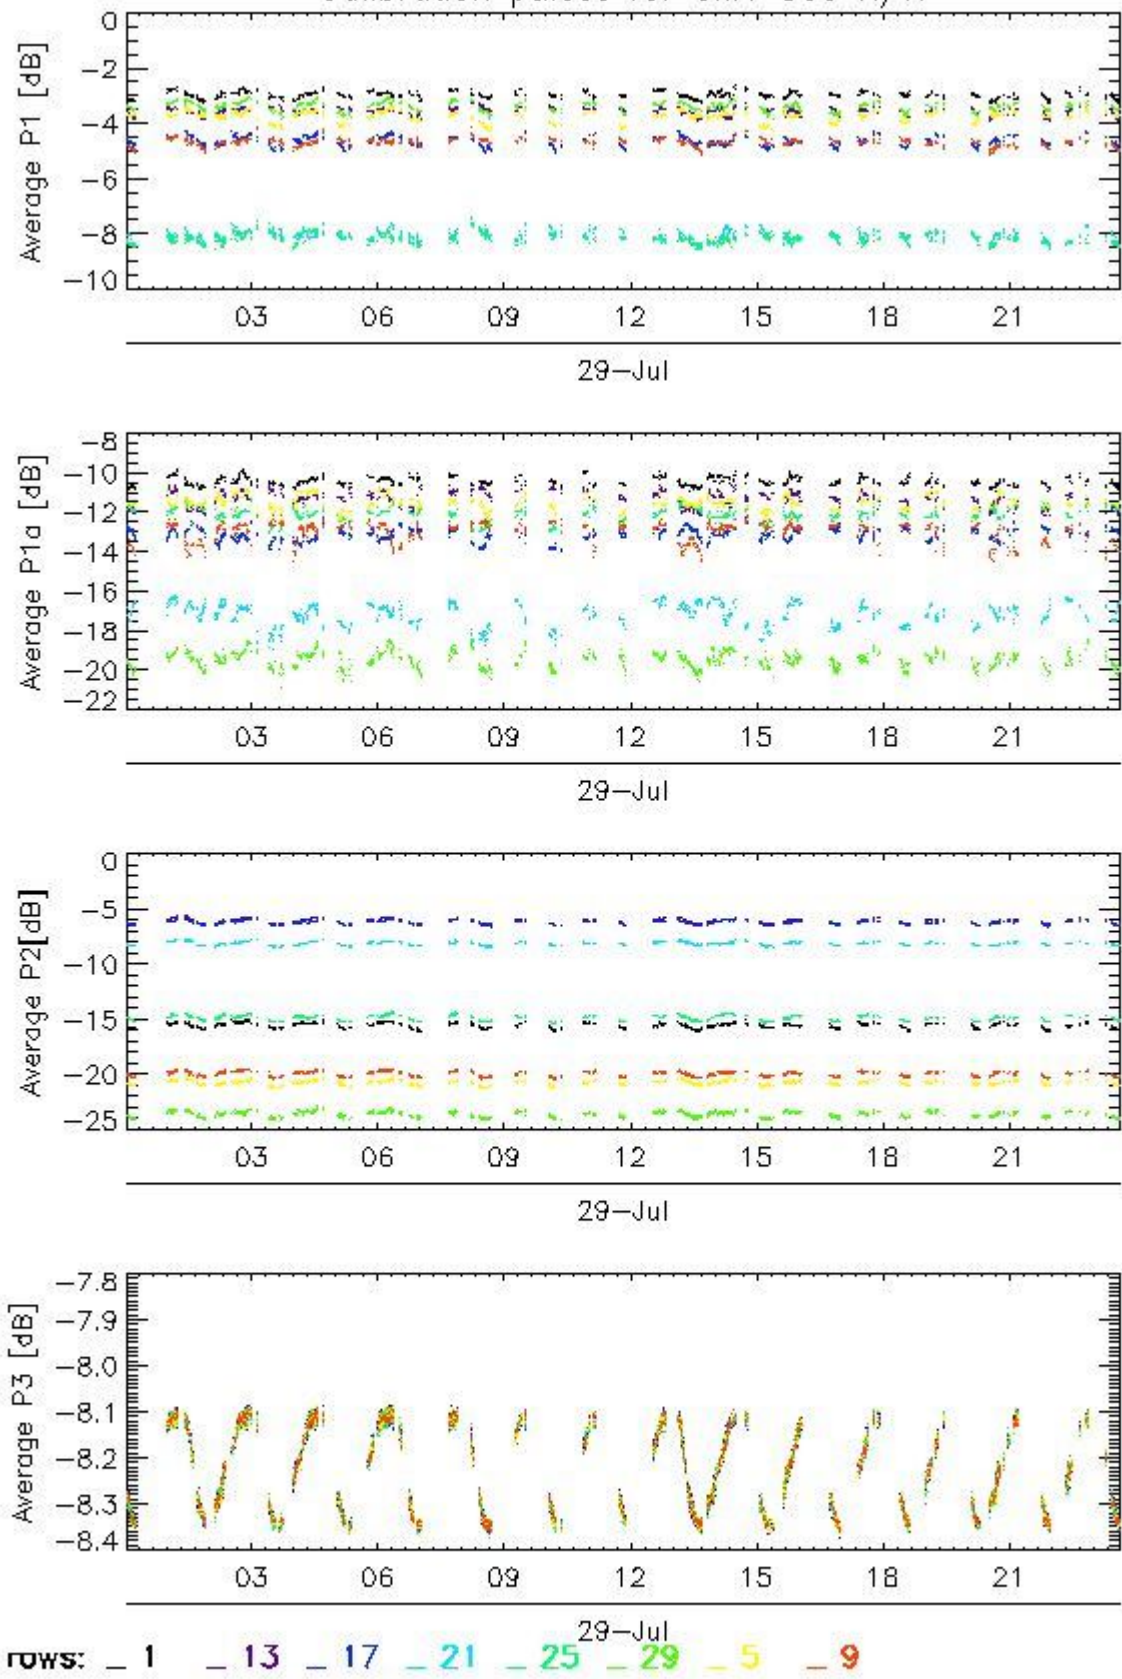 Average P1 [dB]
0
−2
−4
−6
−8
−10
03 06 09 12 15 18 21
29−Jul
Average P1a [dB]
−8
−10
−12
−14
−16
−18
−20
−22
03 06 09 12 15 18 21
29−Jul
Average P2[dB]
0
−5
−10
−15
−20
−25
03 06 09 12 15 18 21
29−Jul
Average P3 [dB]
−7.8
−7.9
−8.0
−8.1
−8.2
−8.3
−8.4
03 06 09 12 15 18 21
29−Jul
rows: _ 1 _ 13 _ 17 _ 21 _ 25 _ 29 _ 5 _ 9